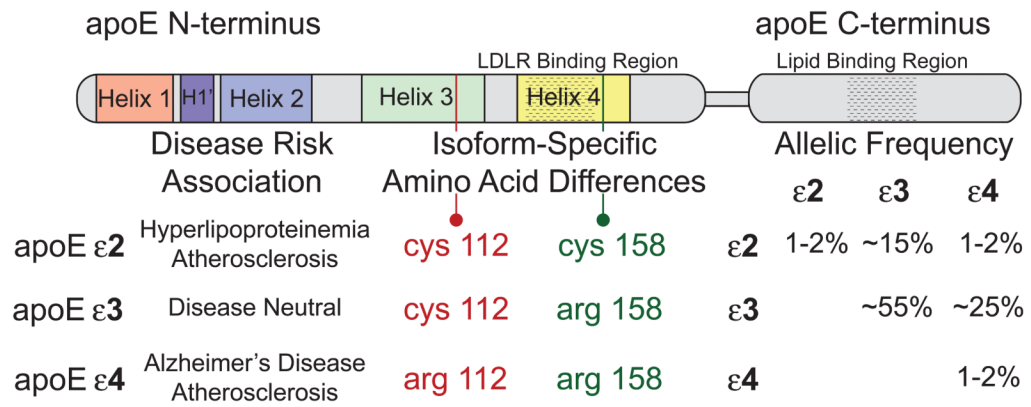 apoE N-terminus
apoE C-terminus
LDLR Binding Region
Lipid Binding Region
Helix 1
H1'
Helix 2
Helix 3
Helix 4
Disease Risk
Association
Isoform-Specific
Amino Acid Differences
Allelic Frequency
ε2 ε3 ε4
apoE ε2
Hyperlipoproteinemia
Atherosclerosis
cys 112
cys 158
ε2 1-2% ~15% 1-2%
apoE ε3
Disease Neutral
cys 112
arg 158
ε3 ~55% ~25%
apoE ε4
Alzheimer's Disease
Atherosclerosis
arg 112
arg 158
ε4 1-2%